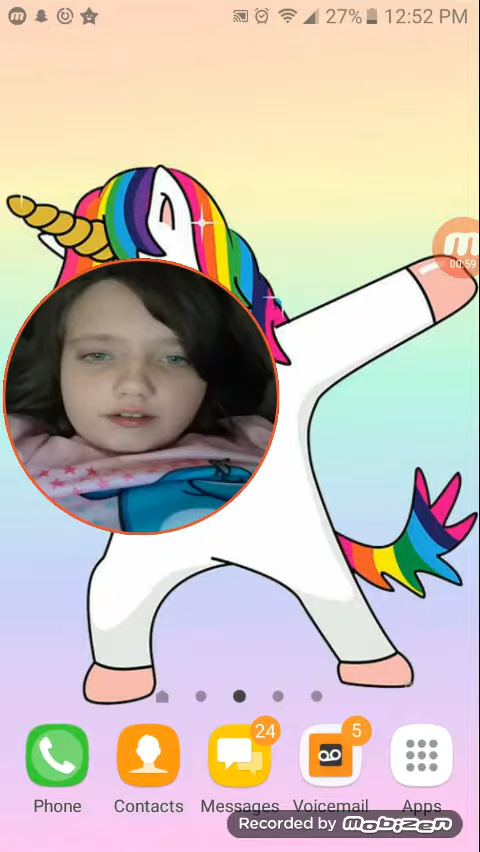 27% 12:52 PM
00:59
24
5
Phone Contacts Messages Voicemail Apps
Recorded by mobizen